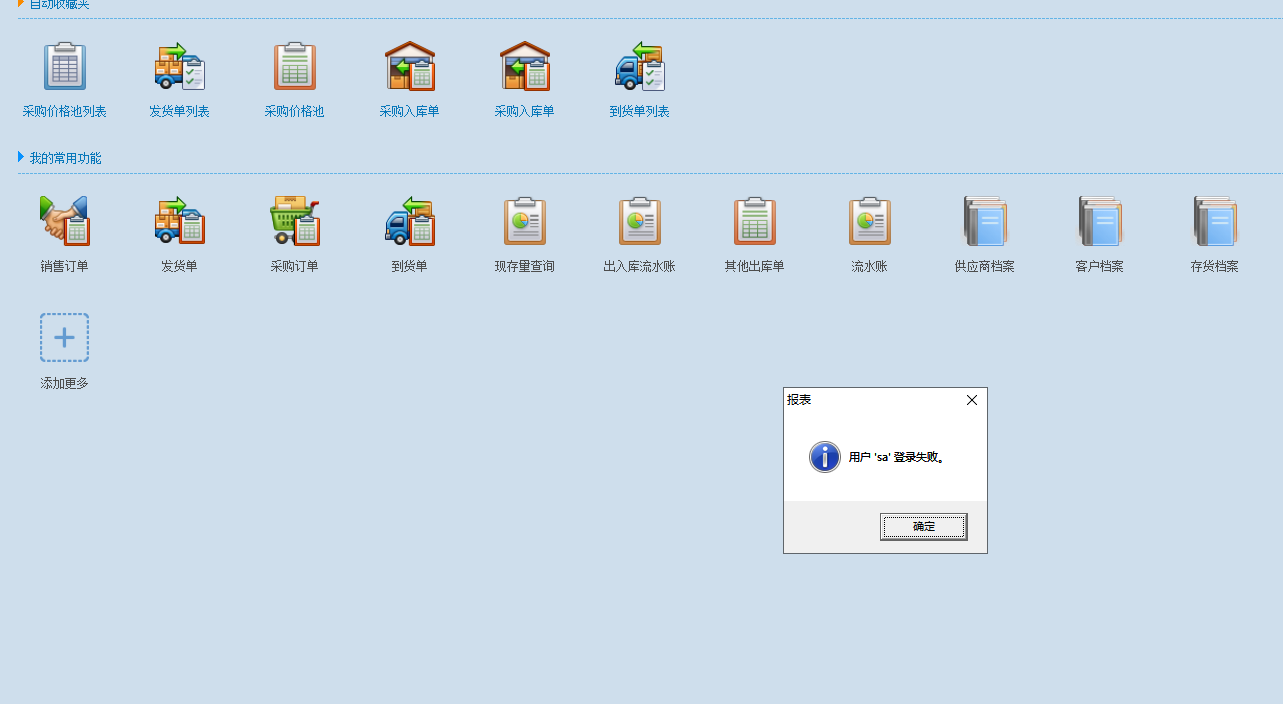 自动收藏夹
采购价格池列表 发货单列表 采购价格池 采购入库单 采购入库单 到货单列表
我的常用功能
销售订单 发货单 采购订单 到货单 现存量查询 出入库流水账 其他出库单 流水账 供应商档案 客户档案 存货档案
添加更多
报表
用户 'sa' 登录失败。
确定